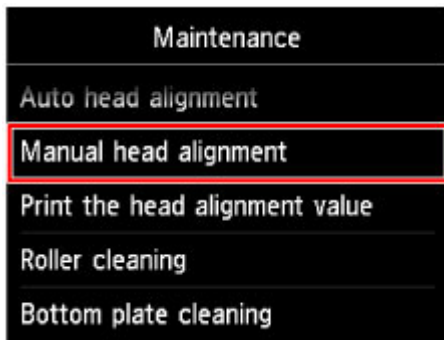 Maintenance
Auto head alignment
Manual head alignment
Print the head alignment value
Roller cleaning
Bottom plate cleaning